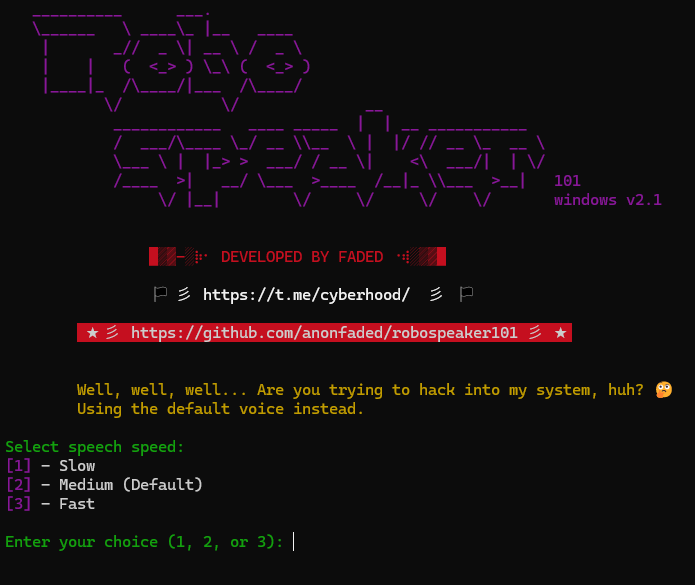 Robo
speaker
101
windows v2.1
DEVELOPED BY FADED
https://t.me/cyberhood/
https://github.com/anonfaded/robospeaker101
Well, well, well... Are you trying to hack into my system, huh? 🤔
Using the default voice instead.
Select speech speed:
[1] — Slow
[2] — Medium (Default)
[3] — Fast
Enter your choice (1, 2, or 3):